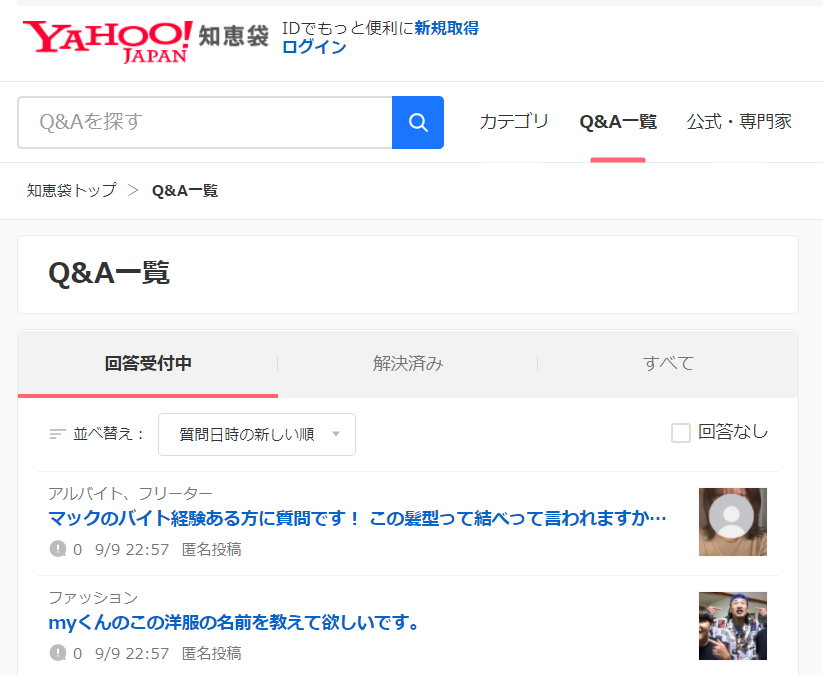 YAHOO! JAPAN 知恵袋
IDでもっと便利に新規取得
ログイン
Q&Aを探す
カテゴリ Q&A一覧 公式・専門家
知恵袋トップ > Q&A一覧
Q&A一覧
回答受付中 解決済み すべて
並べ替え： 質問日時の新しい順 回答なし
アルバイト、フリーター
マックのバイト経験ある方に質問です！ この髪型って結べって言われますか…
0 9/9 22:57 匿名投稿
ファッション
myくんのこの洋服の名前を教えて欲しいです。
0 9/9 22:57 匿名投稿